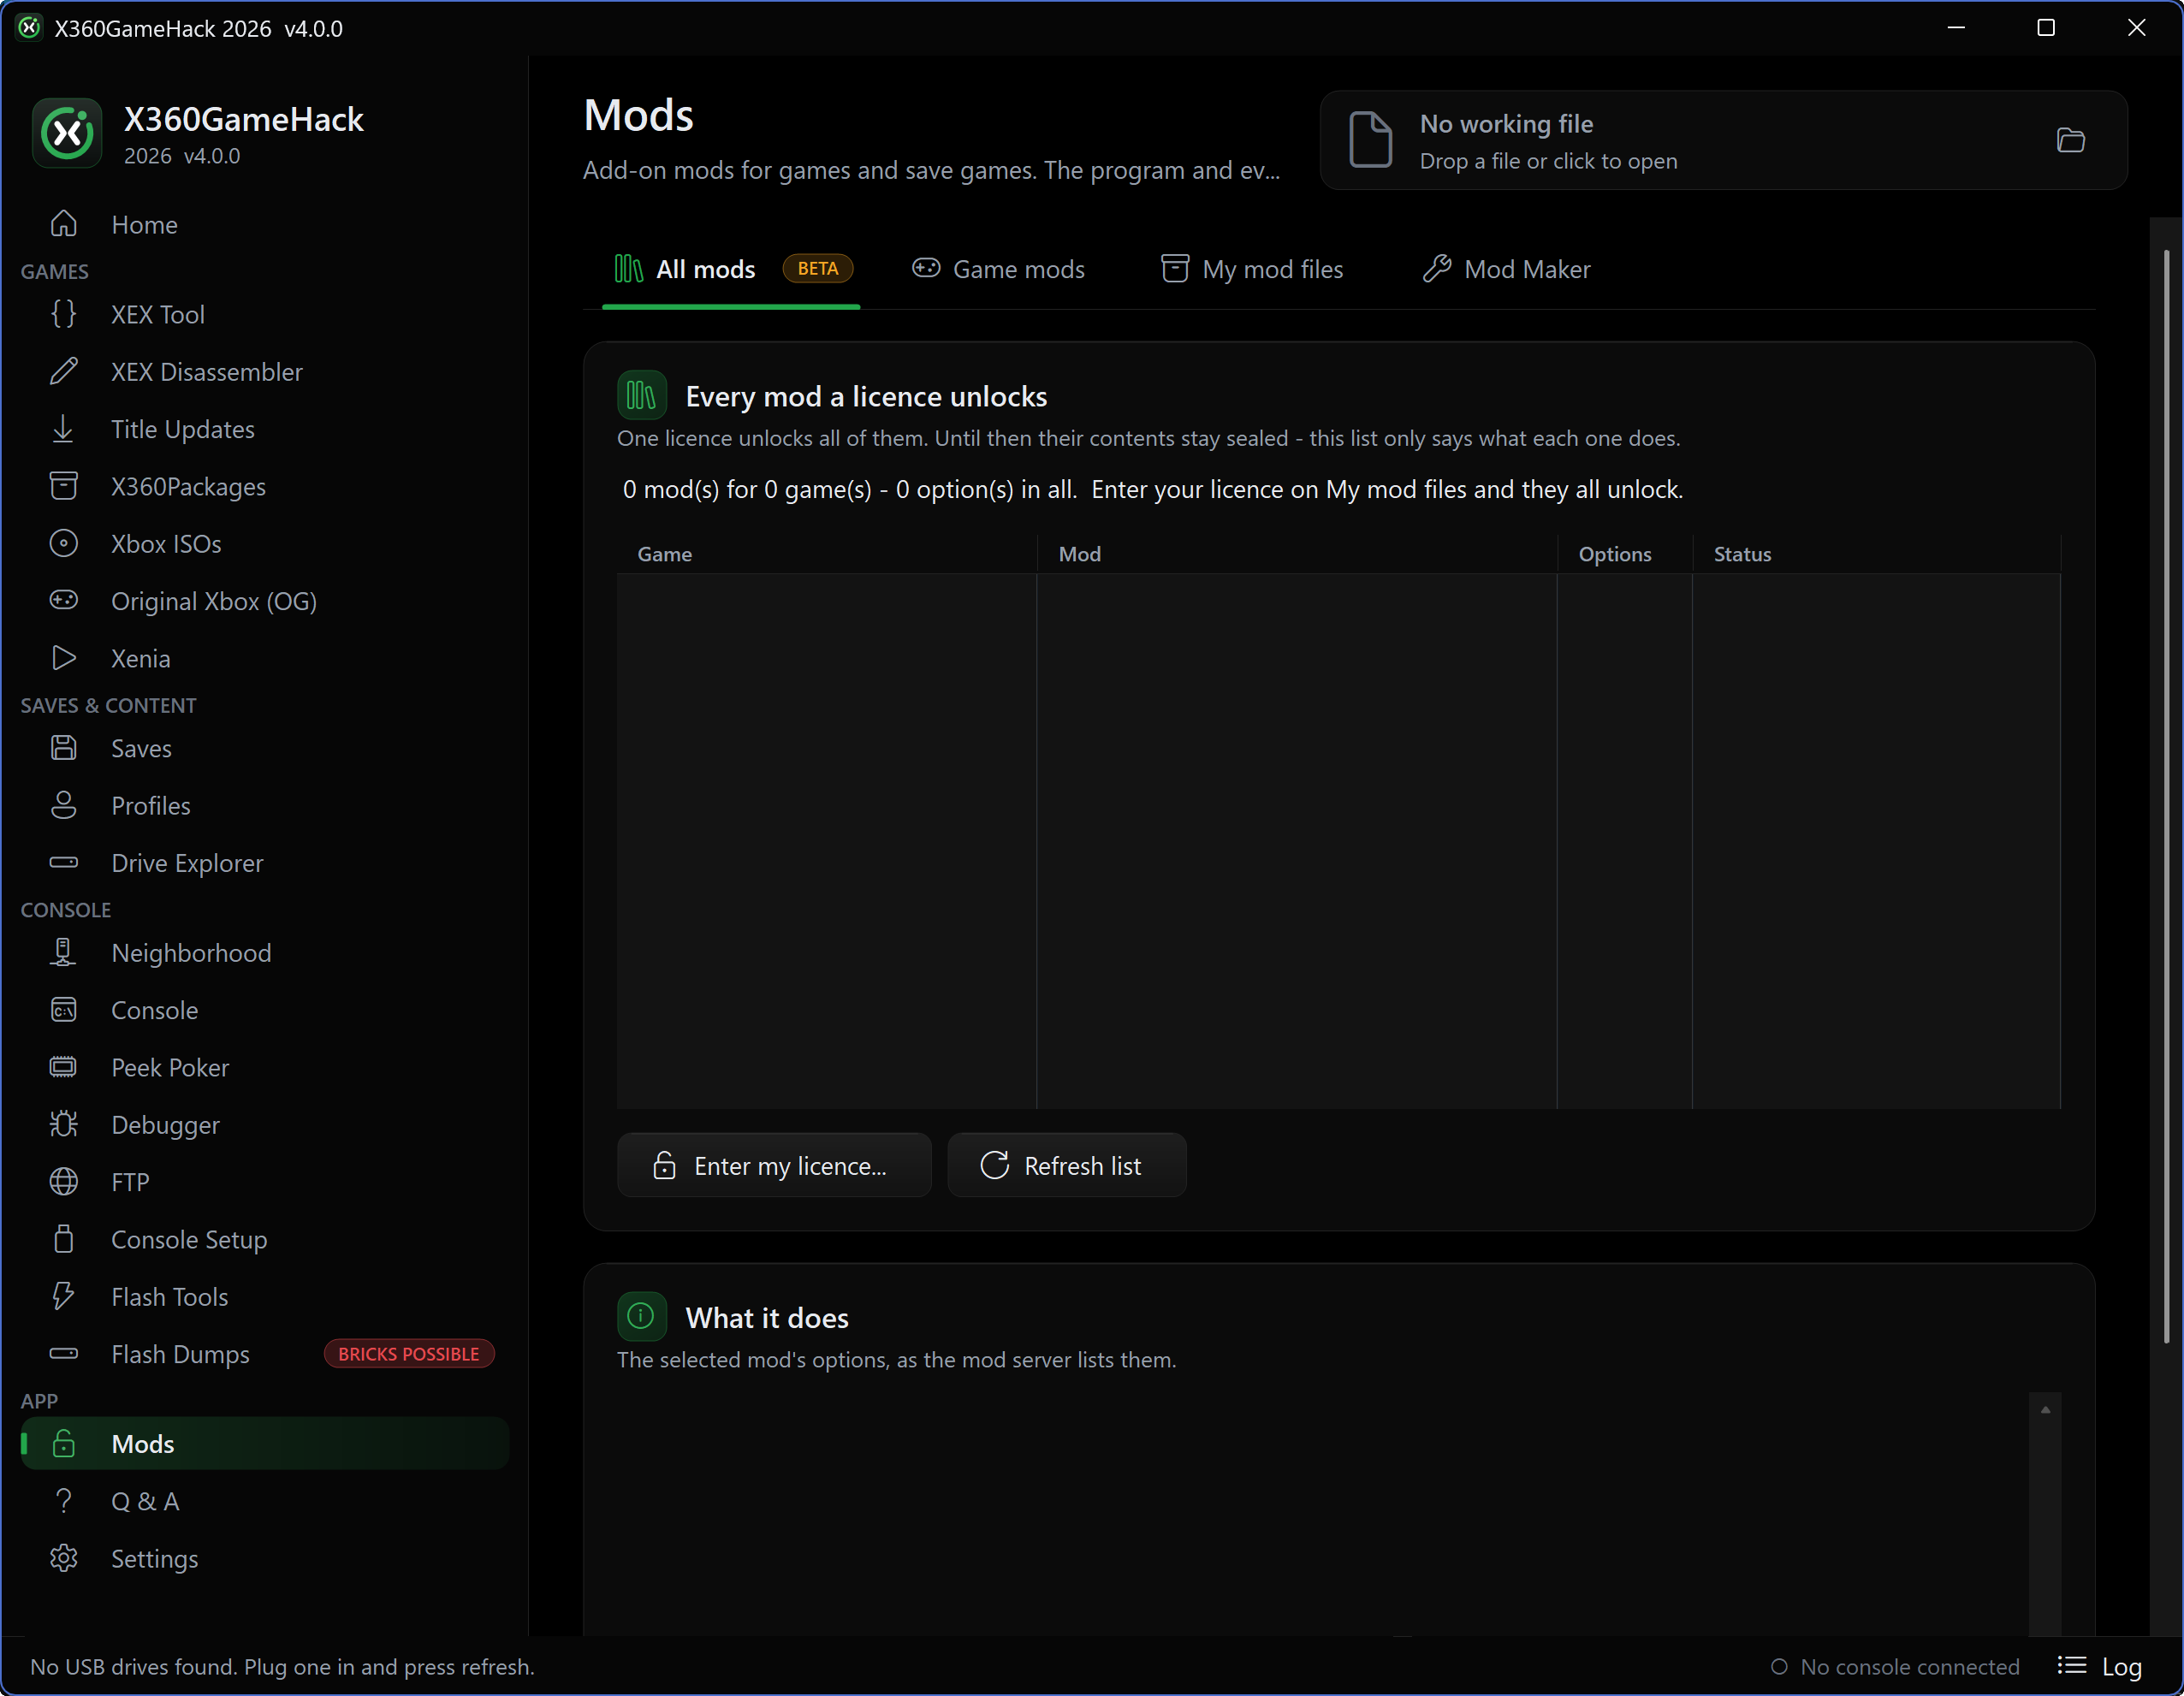 X360GameHack 2026 v4.0.0
X360GameHack
2026 v4.0.0
Home
GAMES
XEX Tool
XEX Disassembler
Title Updates
X360Packages
Xbox ISOs
Original Xbox (OG)
Xenia
SAVES & CONTENT
Saves
Profiles
Drive Explorer
CONSOLE
Neighborhood
Console
Peek Poker
Debugger
FTP
Console Setup
Flash Tools
Flash Dumps BRICKS POSSIBLE
APP
Mods
Q & A
Settings
Mods
Add-on mods for games and save games. The program and ev...
No working file
Drop a file or click to open
All mods BETA Game mods My mod files Mod Maker
Every mod a licence unlocks
One licence unlocks all of them. Until then their contents stay sealed - this list only says what each one does.
0 mod(s) for 0 game(s) - 0 option(s) in all. Enter your licence on My mod files and they all unlock.
Game Mod Options Status
Enter my licence... Refresh list
What it does
The selected mod's options, as the mod server lists them.
No USB drives found. Plug one in and press refresh.
No console connected Log